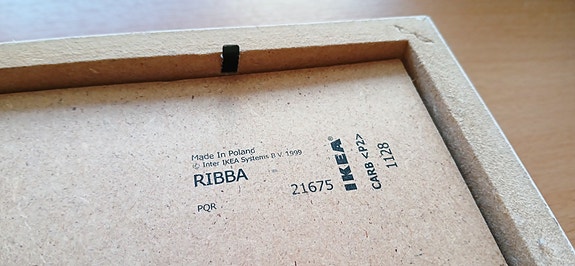 Made In Poland
© Inter IKEA Systems B.V. 1999
RIBBA
21675
PQR
IKEA®
CARB <P2>
1128